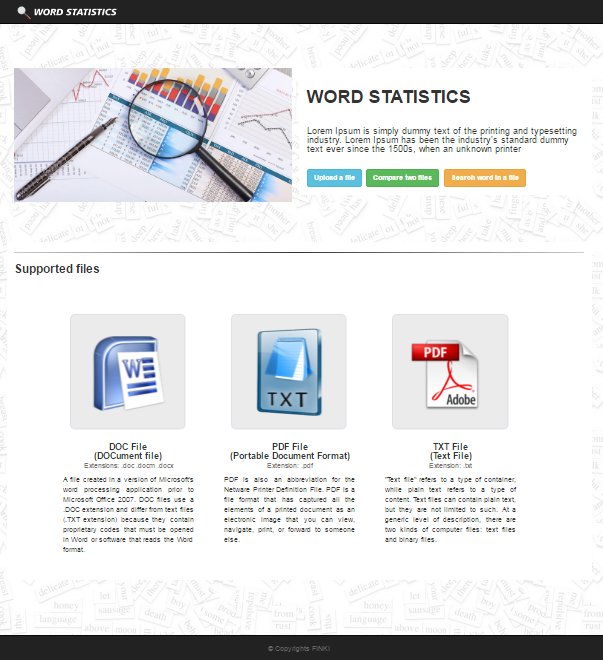 WORD STATISTICS
WORD STATISTICS
Lorem Ipsum is simply dummy text of the printing and typesetting
industry. Lorem Ipsum has been the industry's standard dummy
text ever since the 1500s, when an unknown printer
Upload a file
Compare two files
Search word in a file
Supported files
W
TXT
PDF
Adobe
DOC File
(DOCument file)
Extensions: .doc .docm .docx
A file created in a version of Microsoft's
word processing application prior to
Microsoft Office 2007. DOC files use a
.DOC extension and differ from text files
(.TXT extension) because they contain
proprietary codes that must be opened
in Word or software that reads the Word
format.
PDF File
(Portable Document Format)
Extension: .pdf
PDF is also an abbreviation for the
Netware Printer Definition File. PDF is a
file format that has captured all the
elements of a printed document as an
electronic image that you can view,
navigate, print, or forward to someone
else.
TXT File
(Text File)
Extension: .txt
"Text file" refers to a type of container,
while plain text refers to a type of
content. Text files can contain plain text,
but they are not limited to such. At a
generic level of description, there are
two kinds of computer files: text files
and binary files.
honey
language
let
sausage
above
moon
death
from
rust
© Copyrights FINKI